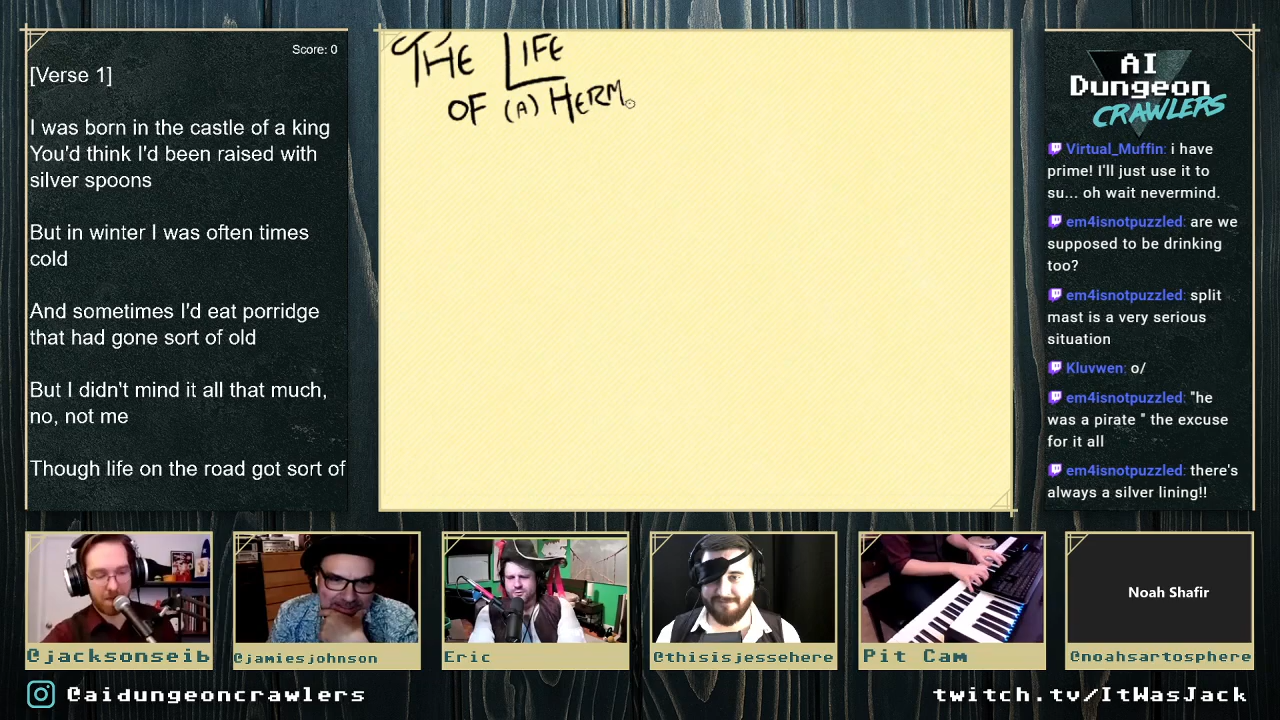 Score: 0
[Verse 1]
I was born in the castle of a king
You'd think I'd been raised with
silver spoons
But in winter I was often times
cold
And sometimes I'd eat porridge
that had gone sort of old
But I didn't mind it all that much,
no, not me
Though life on the road got sort of
THE LIFE
OF (A) HERM
AI
Dungeon
CRAWLERS
Virtual_Muffin: i have
prime! I'll just use it to
su... oh wait nevermind.
em4isnotpuzzled: are we
supposed to be drinking
too?
em4isnotpuzzled: split
mast is a very serious
situation
Kluvwen: o/
em4isnotpuzzled: "he
was a pirate " the excuse
for it all
em4isnotpuzzled: there's
always a silver lining!!
Noah Shafir
@jacksonseib
@jamiesjohnson
Eric
@thisisjessehere
Pit Cam
@noahsartosphere
@aidungeoncrawlers
twitch.tv/ItWasJack